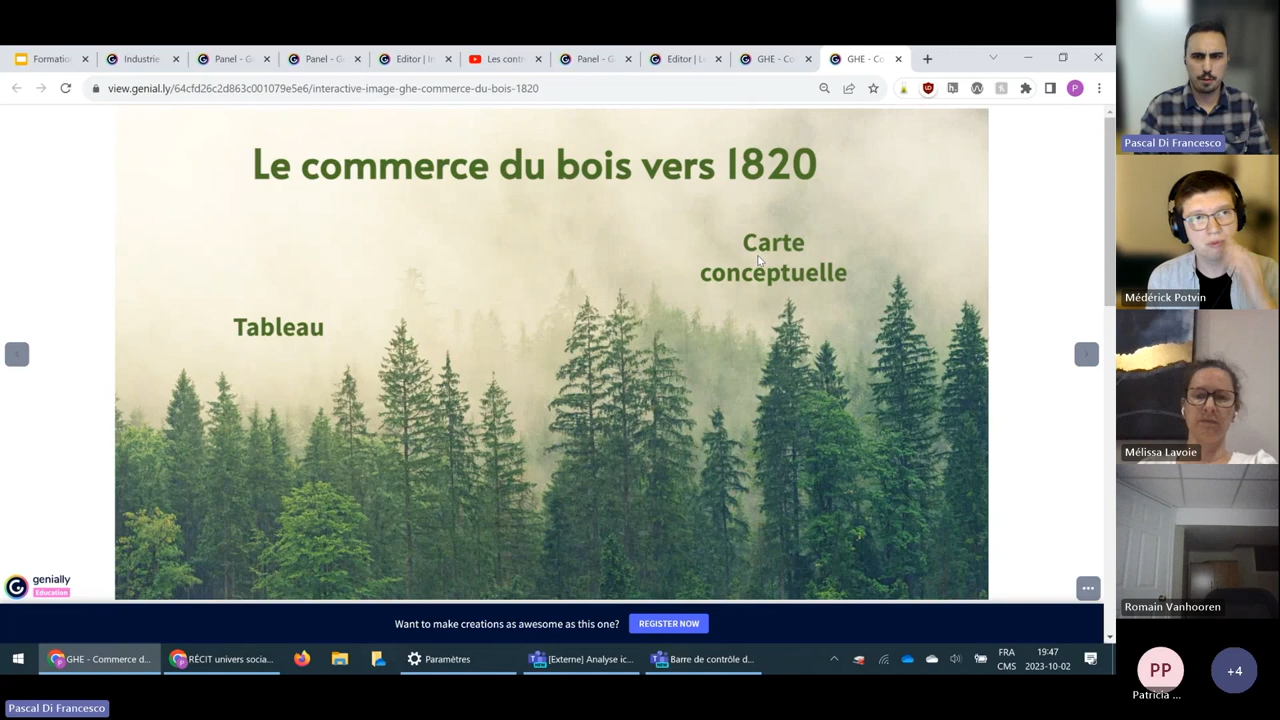 Formatio
Industrie
Panel - G
Panel - G
Editor | Ir
Les cont
Panel - G
Editor | L
GHE - Co
GHE - Co
view.genial.ly/64cfd26c2d863c001079e5e6/interactive-image-ghe-commerce-du-bois-1820
P
Le commerce du bois vers 1820
Carte
conceptuelle
Tableau
genially
Education
Want to make creations as awesome as this one?
REGISTER NOW
GHE - Commerce d...
RÉCIT univers socia...
Paramètres
[Externe] Analyse ic...
Barre de contrôle d...
FRA
CMS
19:47
2023-10-02
Pascal Di Francesco
Médérick Potvin
Mélissa Lavoie
Romain Vanhooren
PP
Patricia ...
+4
Pascal Di Francesco